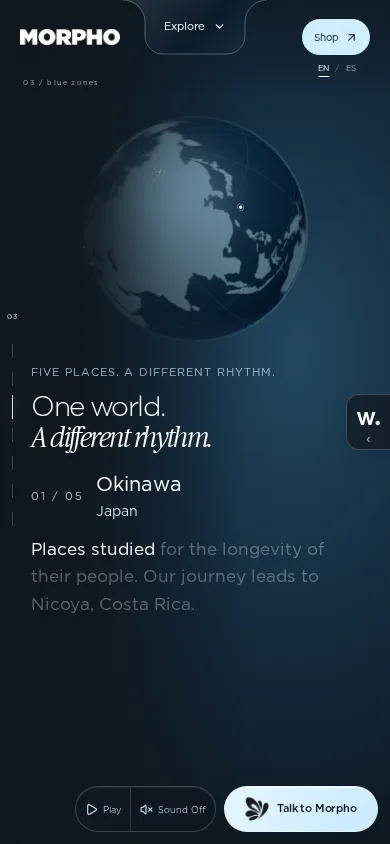 MORPHO
Explore
Shop
EN / ES
03 / blue zones
03
FIVE PLACES. A DIFFERENT RHYTHM.
One world.
A different rhythm.
W.
01 / 05
Okinawa
Japan
Places studied for the longevity of
their people. Our journey leads to
Nicoya, Costa Rica.
Play
Sound Off
Talk to Morpho